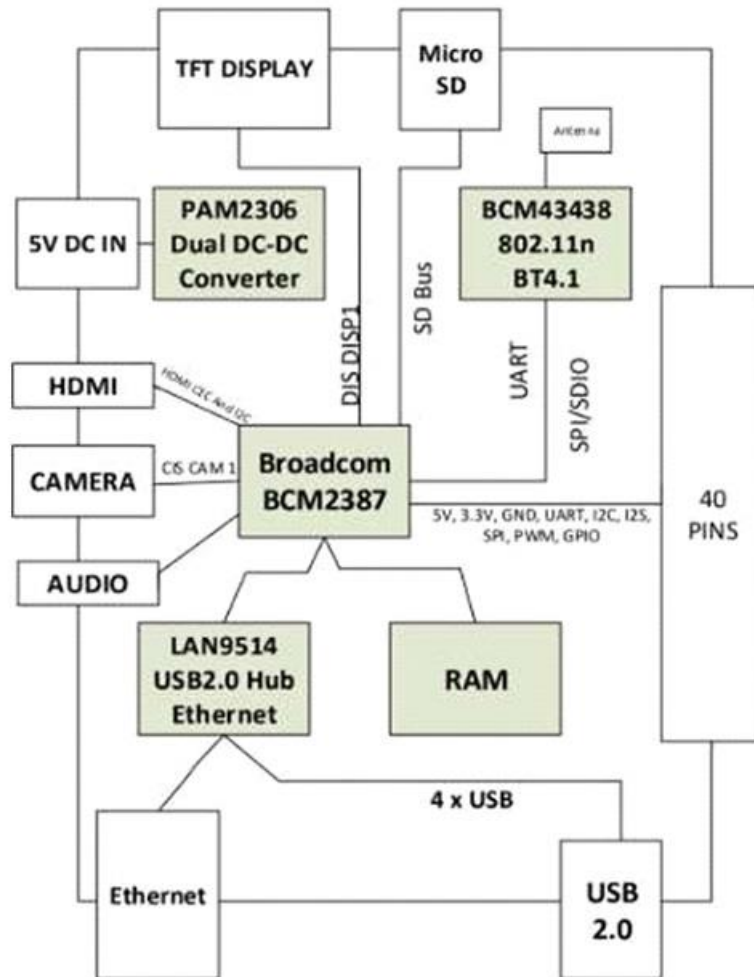 TFT DISPLAY
Micro
SD
Antenna
5V DC IN
PAM2306
Dual DC-DC
Converter
BCM43438
802.11n
BT4.1
DIS DISP1
SD Bus
UART
SPI/SDIO
HDMI
HDMI CEC And I2C
CAMERA
CIS CAM 1
Broadcom
BCM2387
40
PINS
5V, 3.3V, GND, UART, I2C, I2S,
SPI, PWM, GPIO
AUDIO
LAN9514
USB2.0 Hub
Ethernet
RAM
4 x USB
Ethernet
USB
2.0